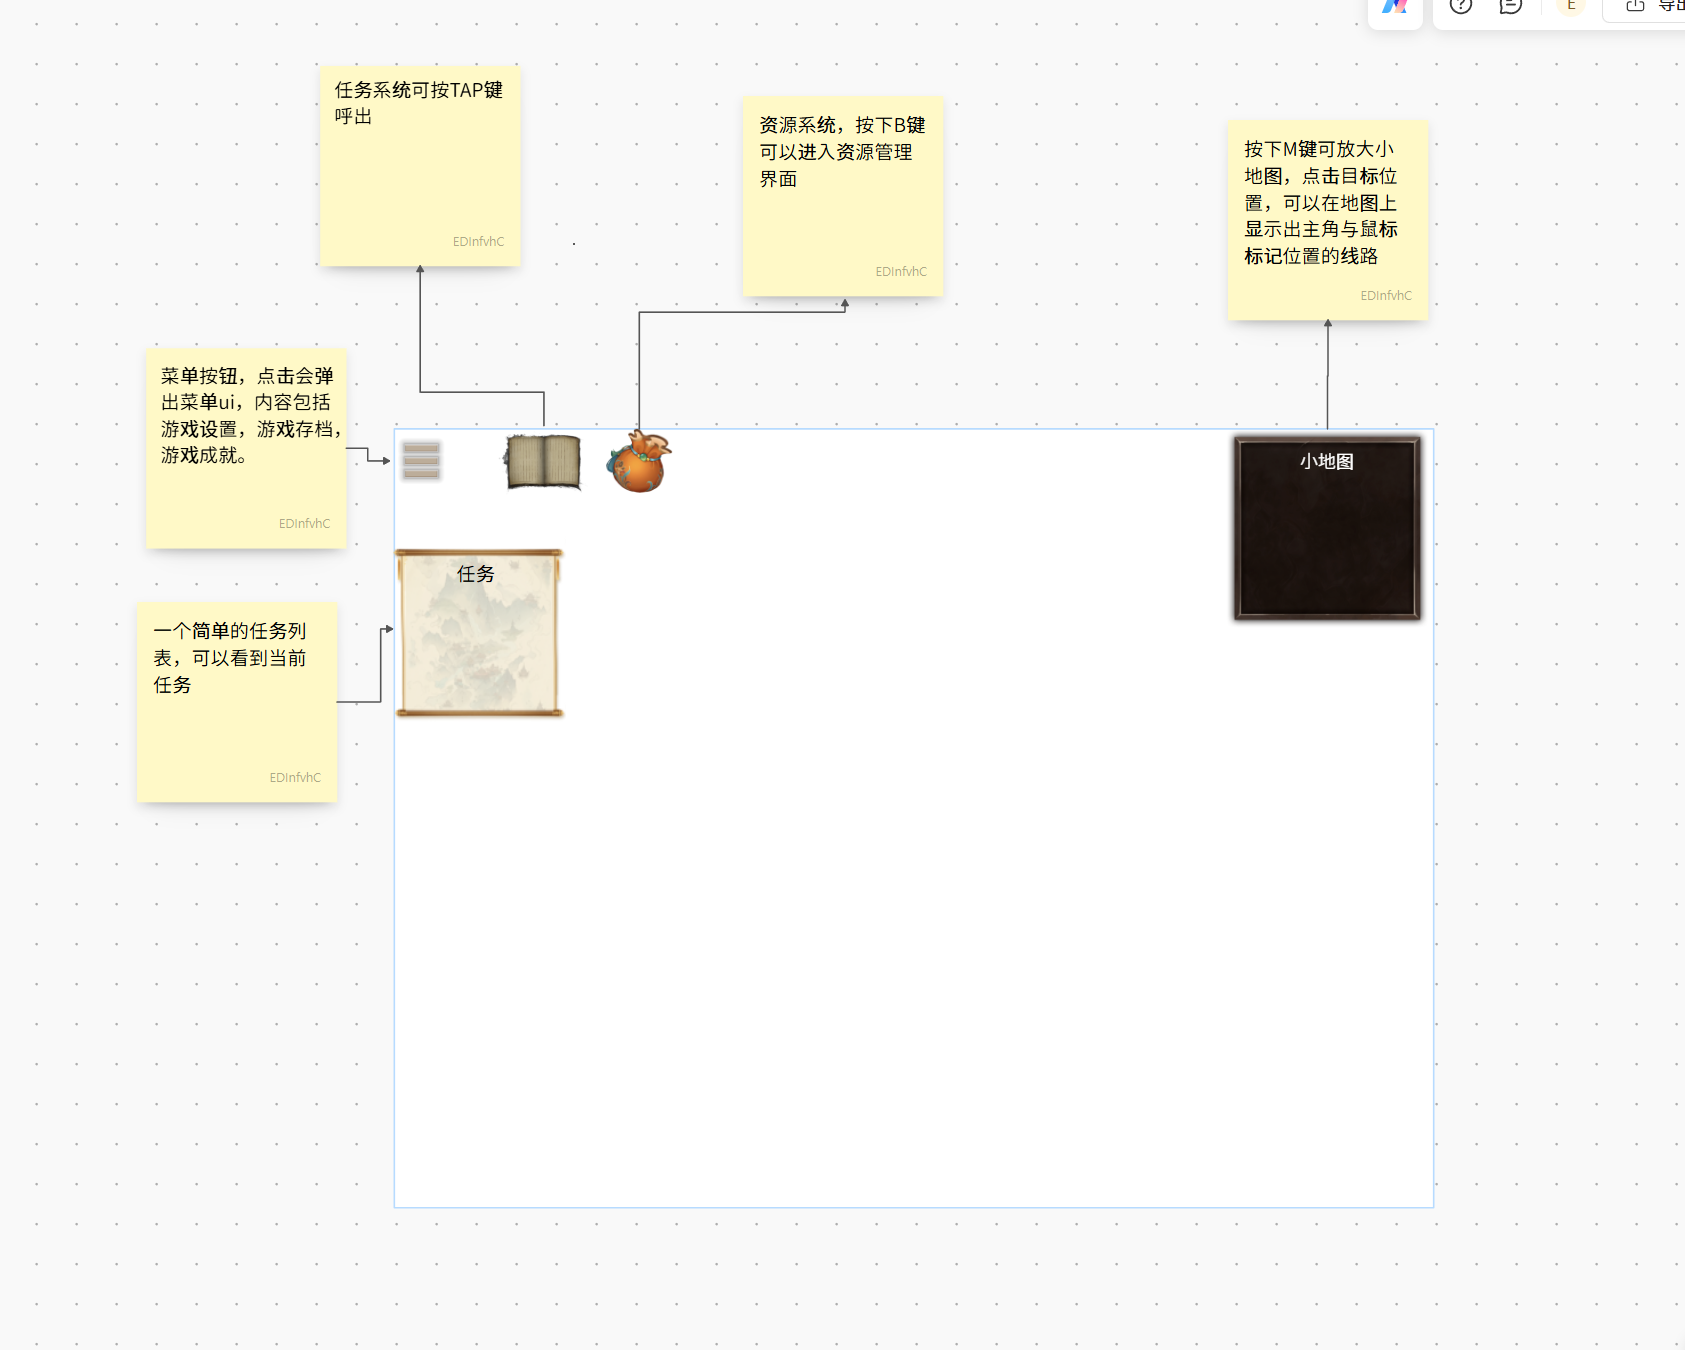 E
任务系统可按TAP键
呼出
EDInfvhC
资源系统，按下B键
可以进入资源管理
界面
EDInfvhC
按下M键可放大小
地图，点击目标位
置，可以在地图上
显示出主角与鼠标
标记位置的线路
EDInfvhC
菜单按钮，点击会弹
出菜单ui，内容包括
游戏设置，游戏存档，
游戏成就。
EDInfvhC
小地图
任务
一个简单的任务列
表，可以看到当前
任务
EDInfvhC